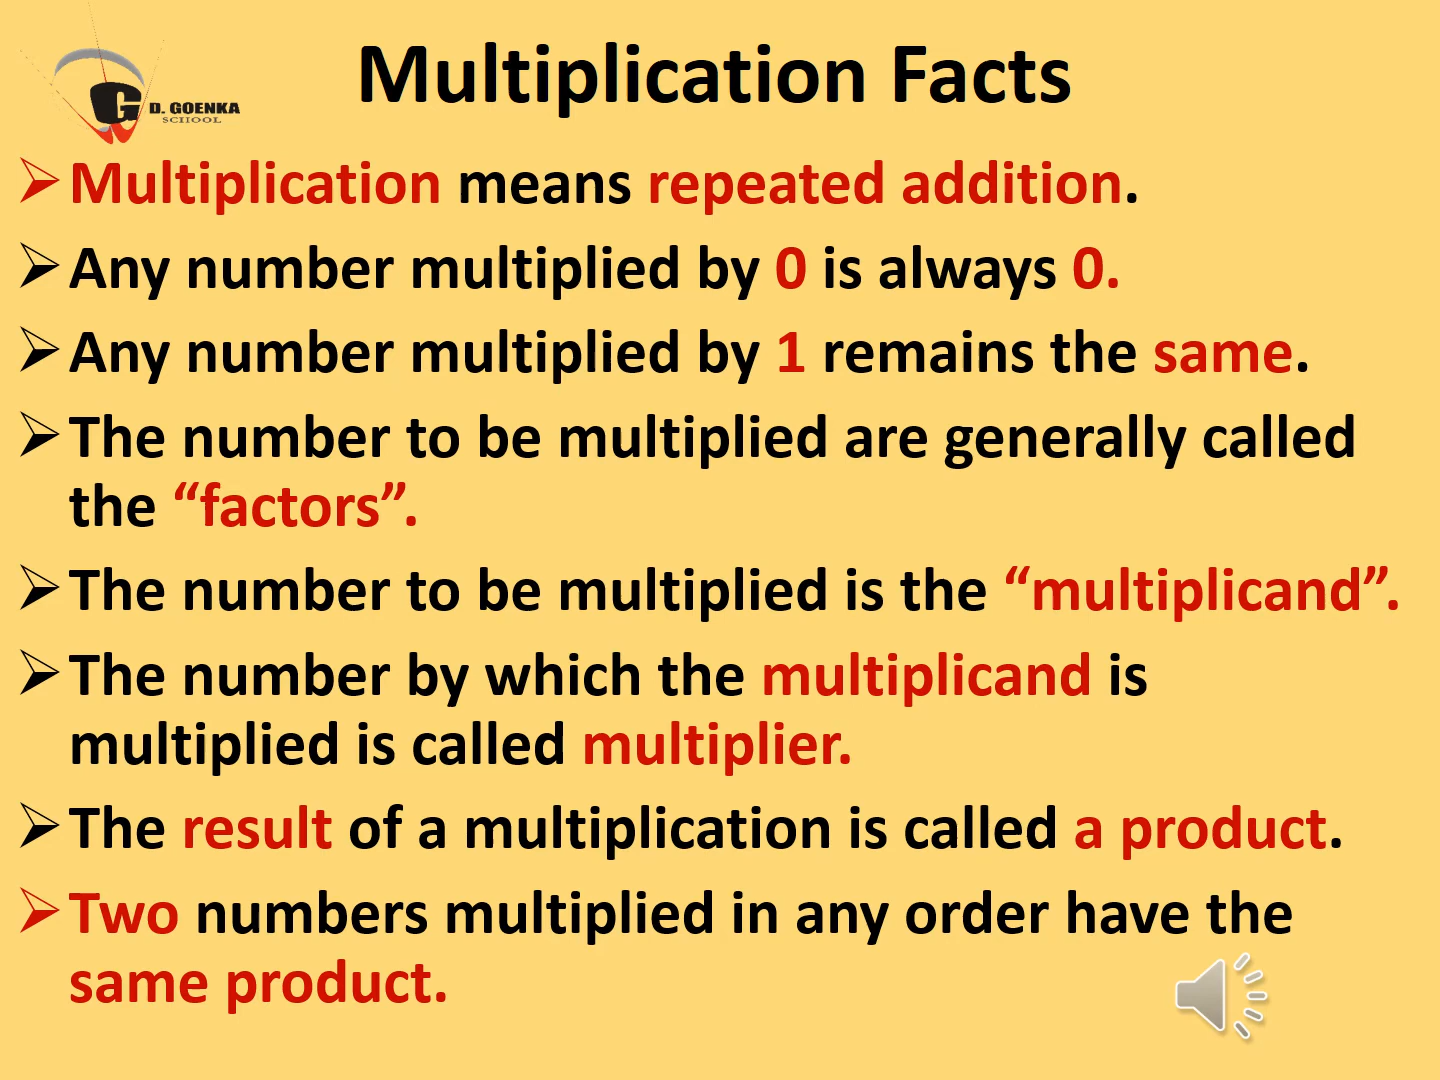 Multiplication Facts
G D. GOENKA
SCHOOL
➢Multiplication means repeated addition.
➢Any number multiplied by 0 is always 0.
➢Any number multiplied by 1 remains the same.
➢The number to be multiplied are generally called
the “factors”.
➢The number to be multiplied is the “multiplicand”.
➢The number by which the multiplicand is
multiplied is called multiplier.
➢The result of a multiplication is called a product.
➢Two numbers multiplied in any order have the
same product.